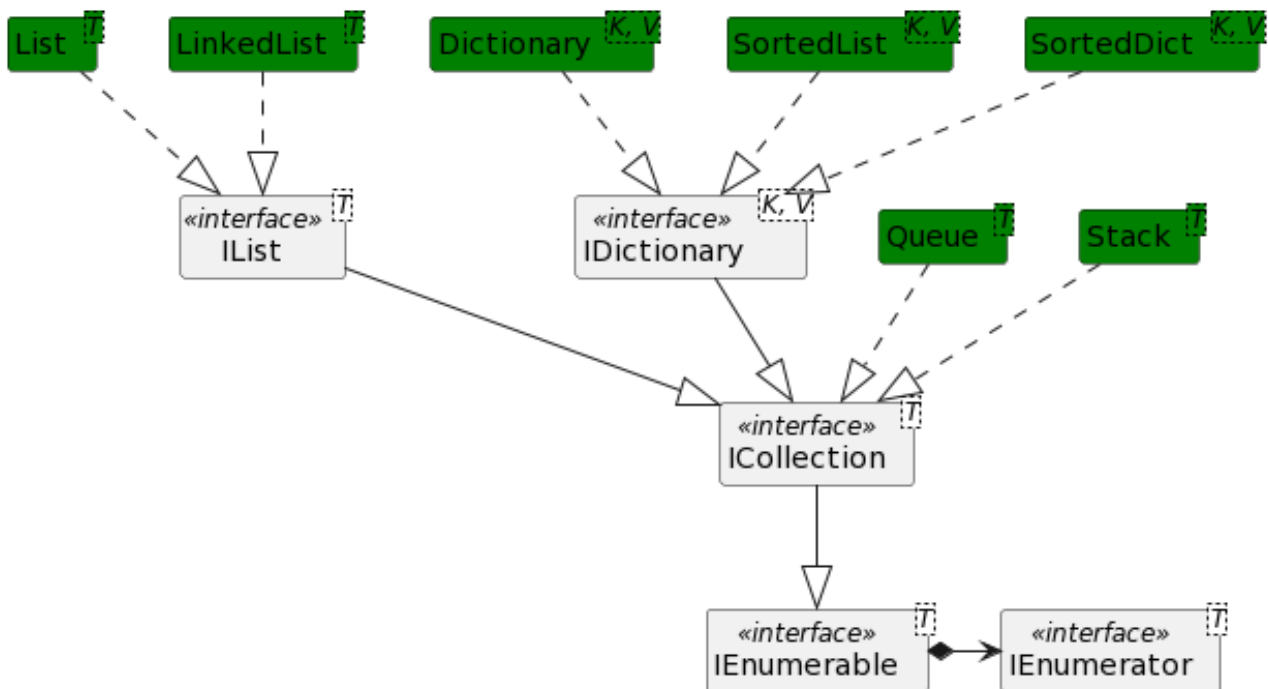 List T
LinkedList T
Dictionary K, V
SortedList K, V
SortedDict K, V
«interface» T
IList
«interface» K, V
IDictionary
Queue T
Stack T
«interface» T
ICollection
«interface» T
IEnumerable
«interface» T
IEnumerator